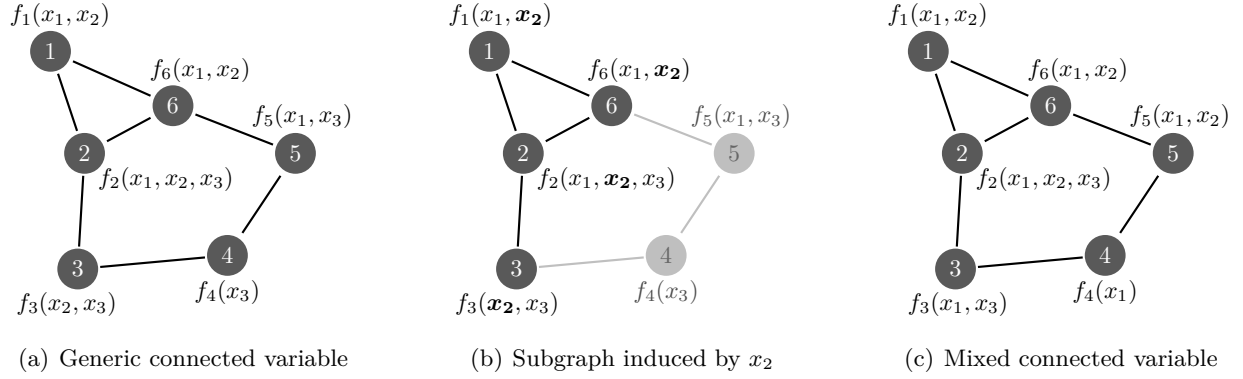 f₁(x₁, x₂)
1
f₆(x₁, x₂)
6
f₅(x₁, x₃)
2
5
f₂(x₁, x₂, x₃)
3
4
f₃(x₂, x₃)
f₄(x₃)
(a) Generic connected variable
f₁(x₁, x₂)
1
f₆(x₁, x₂)
6
f₅(x₁, x₃)
2
5
f₂(x₁, x₂, x₃)
3
4
f₃(x₂, x₃)
f₄(x₃)
(b) Subgraph induced by x₂
f₁(x₁, x₂)
1
f₆(x₁, x₂)
6
f₅(x₁, x₂)
2
5
f₂(x₁, x₂, x₃)
3
4
f₃(x₁, x₃)
f₄(x₁)
(c) Mixed connected variable